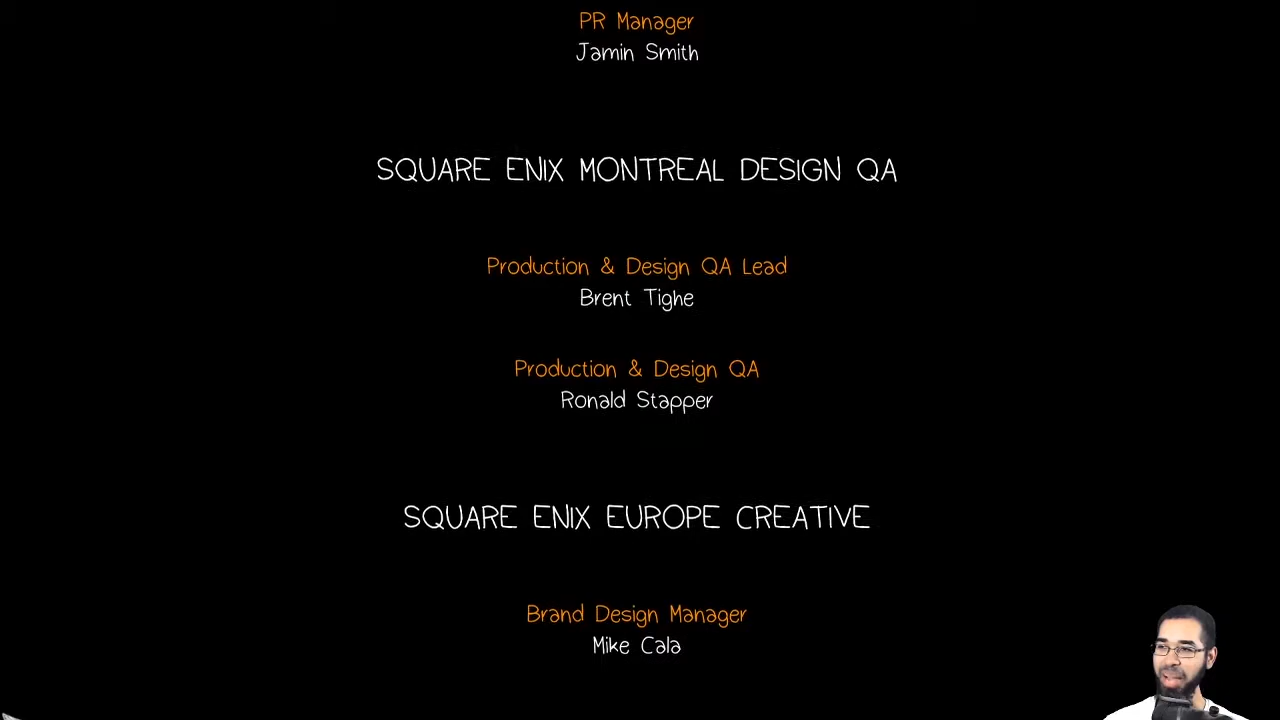 PR Manager
Jamin Smith
SQUARE ENIX MONTREAL DESIGN QA
Production & Design QA Lead
Brent Tighe
Production & Design QA
Ronald Stapper
SQUARE ENIX EUROPE CREATIVE
Brand Design Manager
Mike Cala